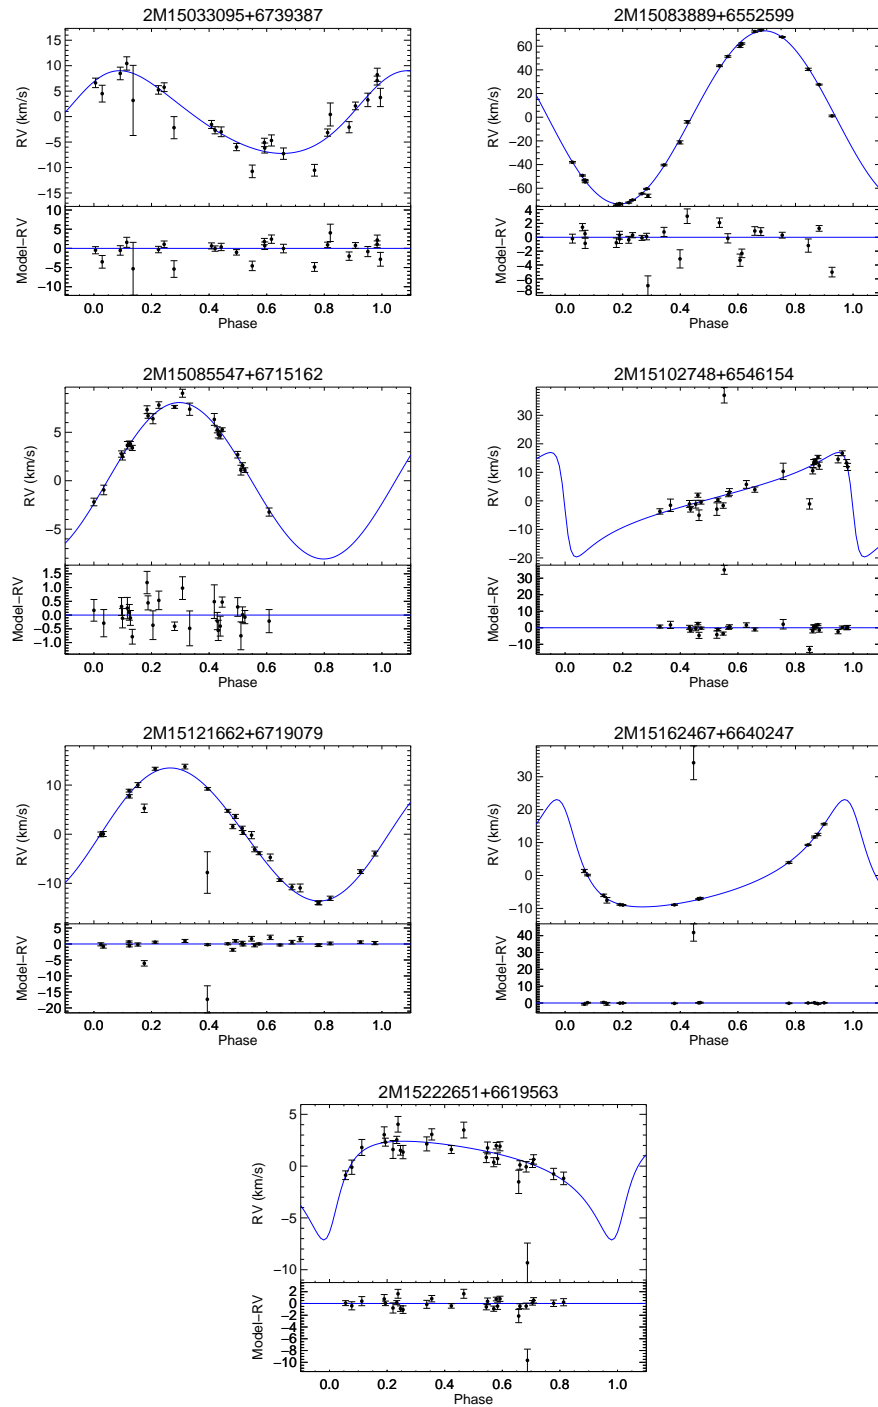 2M15033095+6739387
15
10
5
0
−5
−10
−15
RV (km/s)
10
5
0
−5
−10
Model−RV
0.0 0.2 0.4 0.6 0.8 1.0
Phase
2M15083889+6552599
60
40
20
0
−20
−40
−60
RV (km/s)
4
2
0
−2
−4
−6
−8
Model−RV
0.0 0.2 0.4 0.6 0.8 1.0
Phase
2M15085547+6715162
5
0
−5
RV (km/s)
1.5
1.0
0.5
0.0
−0.5
−1.0
Model−RV
0.0 0.2 0.4 0.6 0.8 1.0
Phase
2M15102748+6546154
30
20
10
0
−10
−20
RV (km/s)
30
20
10
0
−10
Model−RV
0.0 0.2 0.4 0.6 0.8 1.0
Phase
2M15121662+6719079
10
0
−10
RV (km/s)
5
0
−5
−10
−15
−20
Model−RV
0.0 0.2 0.4 0.6 0.8 1.0
Phase
2M15162467+6640247
30
20
10
0
−10
RV (km/s)
40
30
20
10
0
Model−RV
0.0 0.2 0.4 0.6 0.8 1.0
Phase
2M15222651+6619563
5
0
−5
−10
RV (km/s)
2
0
−2
−4
−6
−8
−10
Model−RV
0.0 0.2 0.4 0.6 0.8 1.0
Phase